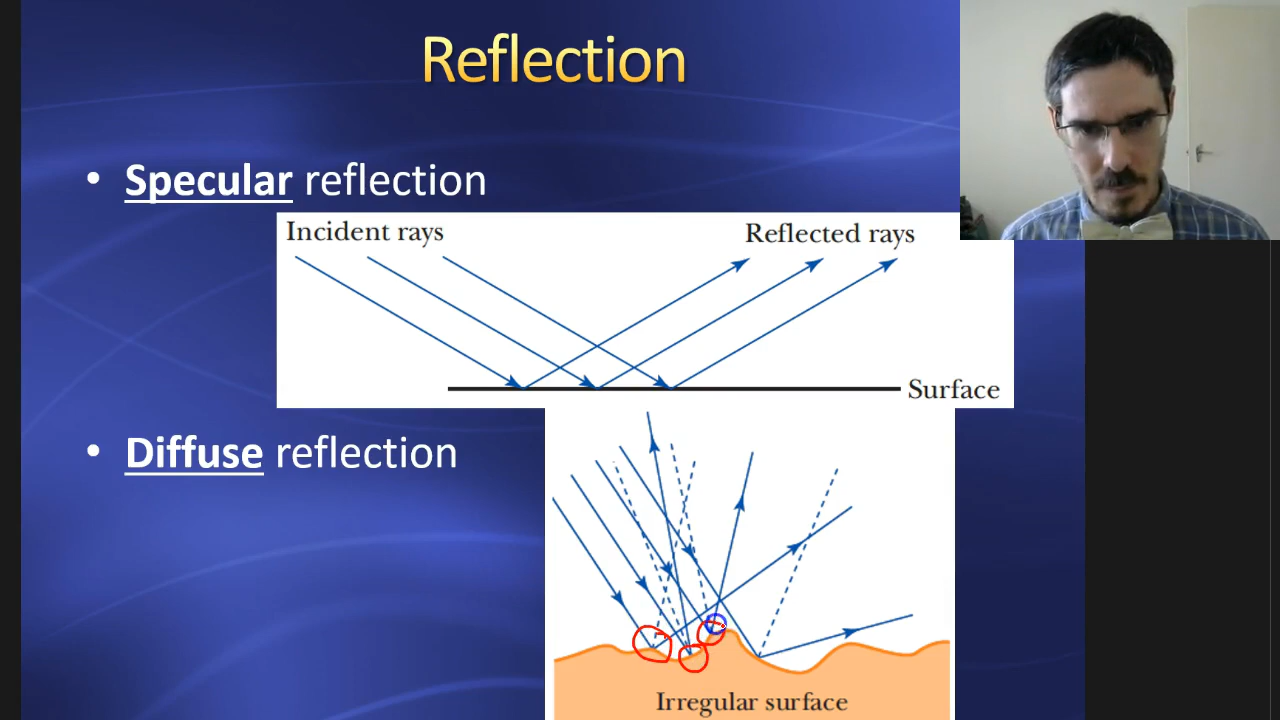 Reflection
• Specular reflection
Incident rays
Reflected rays
Surface
• Diffuse reflection
Irregular surface